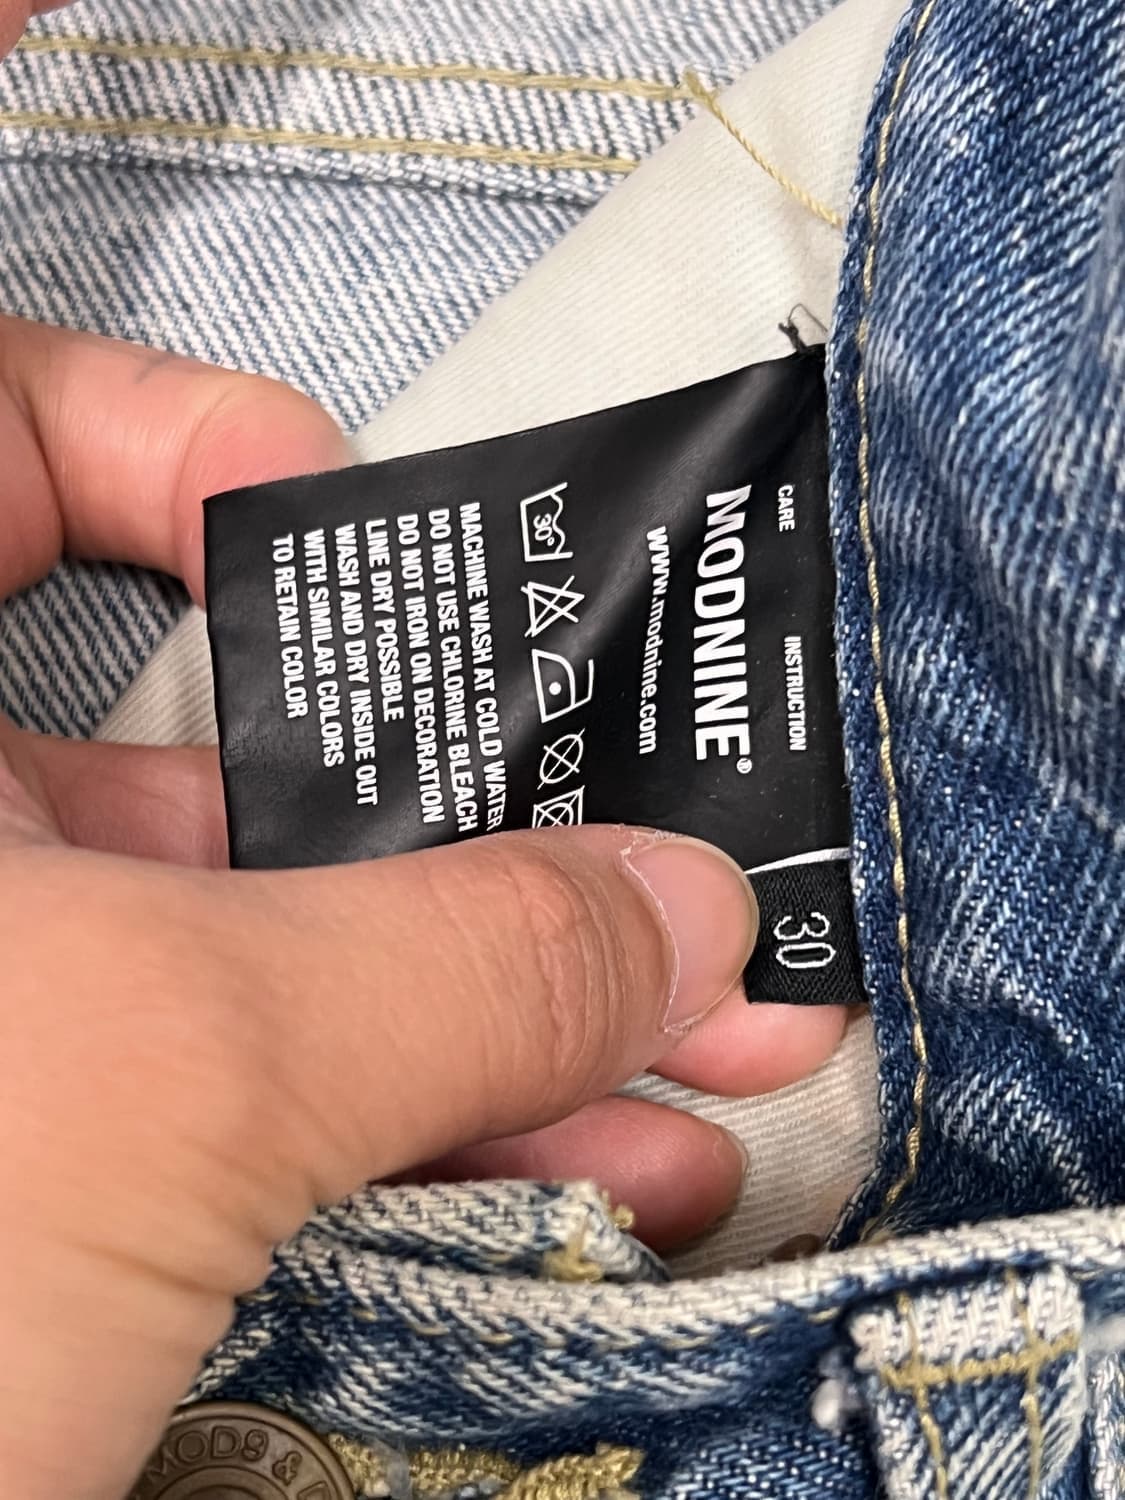 CARE INSTRUCTION
MODNINE®
www.modnine.com
30°
MACHINE WASH AT COLD WATER
DO NOT USE CHLORINE BLEACH
DO NOT IRON ON DECORATION
LINE DRY POSSIBLE
WASH AND DRY INSIDE OUT
WITH SIMILAR COLORS
TO RETAIN COLOR
30
MOD9 &